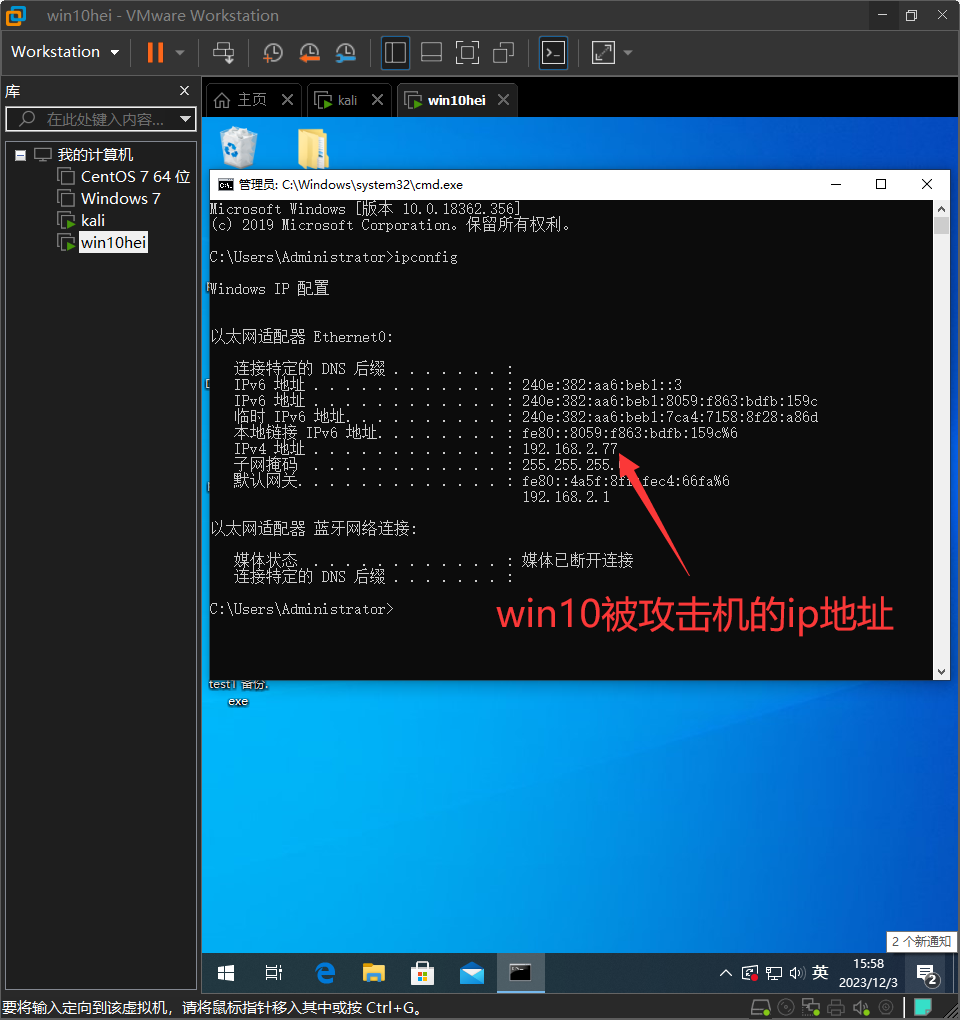 win10hei - VMware Workstation
Workstation
库
在此处键入内容...
我的计算机
CentOS 7 64 位
Windows 7
kali
win10hei
主页
kali
win10hei
管理员: C:\Windows\system32\cmd.exe
Microsoft Windows [版本 10.0.18362.356]
(c) 2019 Microsoft Corporation。保留所有权利。
C:\Users\Administrator>ipconfig
Windows IP 配置
以太网适配器 Ethernet0:
连接特定的 DNS 后缀 . . . . . . . :
IPv6 地址 . . . . . . . . . . . . : 240e:382:aa6:beb1::3
IPv6 地址 . . . . . . . . . . . . : 240e:382:aa6:beb1:8059:f863:bdfb:159c
临时 IPv6 地址. . . . . . . . . . : 240e:382:aa6:beb1:7ca4:7158:8f28:a86d
本地链接 IPv6 地址. . . . . . . . : fe80::8059:f863:bdfb:159c%6
IPv4 地址 . . . . . . . . . . . . : 192.168.2.77
子网掩码 . . . . . . . . . . . . : 255.255.255.
默认网关. . . . . . . . . . . . . : fe80::4a5f:8ff:fec4:66fa%6
192.168.2.1
以太网适配器 蓝牙网络连接:
媒体状态 . . . . . . . . . . . . : 媒体已断开连接
连接特定的 DNS 后缀 . . . . . . . :
C:\Users\Administrator>
win10被攻击机的ip地址
test1 备份.
exe
2 个新通知
英
15:58
2023/12/3
2
要将输入定向到该虚拟机，请将鼠标指针移入其中或按 Ctrl+G。